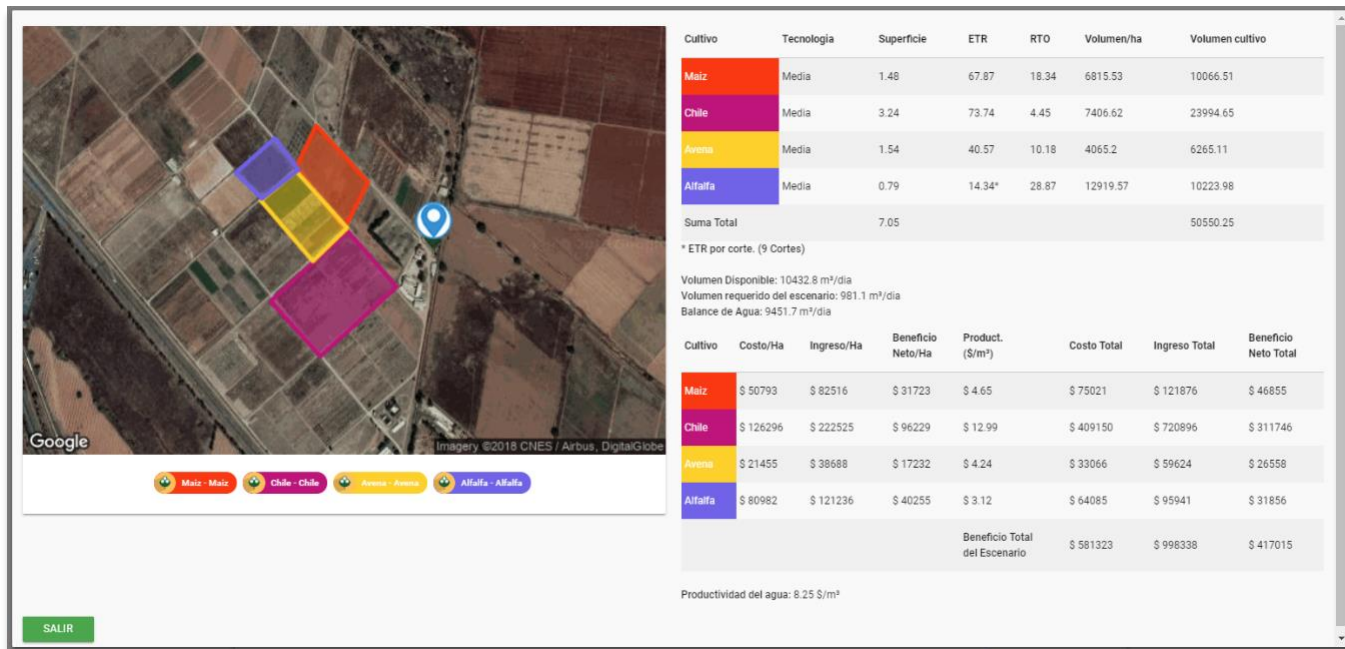 Google
Imagery ©2018 CNES / Airbus, DigitalGlobe
Maiz - Maiz Chile - Chile Avena - Avena Alfalfa - Alfalfa
SALIR
Cultivo Tecnología Superficie ETR RTO Volumen/ha Volumen cultivo
Maiz Media 1.48 67.87 18.34 6815.53 10066.51
Chile Media 3.24 73.74 4.45 7406.62 23994.65
Avena Media 1.54 40.57 10.18 4065.2 6265.11
Alfalfa Media 0.79 14.34* 28.87 12919.57 10223.98
Suma Total 7.05 50550.25
* ETR por corte. (9 Cortes)
Volumen Disponible: 10432.8 m³/dia
Volumen requerido del escenario: 981.1 m³/dia
Balance de Agua: 9451.7 m³/dia
Cultivo Costo/Ha Ingreso/Ha Beneficio Neto/Ha Product. ($/m³) Costo Total Ingreso Total Beneficio Neto Total
Maiz $ 50793 $ 82516 $ 31723 $ 4.65 $ 75021 $ 121876 $ 46855
Chile $ 126296 $ 222525 $ 96229 $ 12.99 $ 409150 $ 720896 $ 311746
Avena $ 21455 $ 38688 $ 17232 $ 4.24 $ 33066 $ 59624 $ 26558
Alfalfa $ 80982 $ 121236 $ 40255 $ 3.12 $ 64085 $ 95941 $ 31856
Beneficio Total del Escenario $ 581323 $ 998338 $ 417015
Productividad del agua: 8.25 $/m³